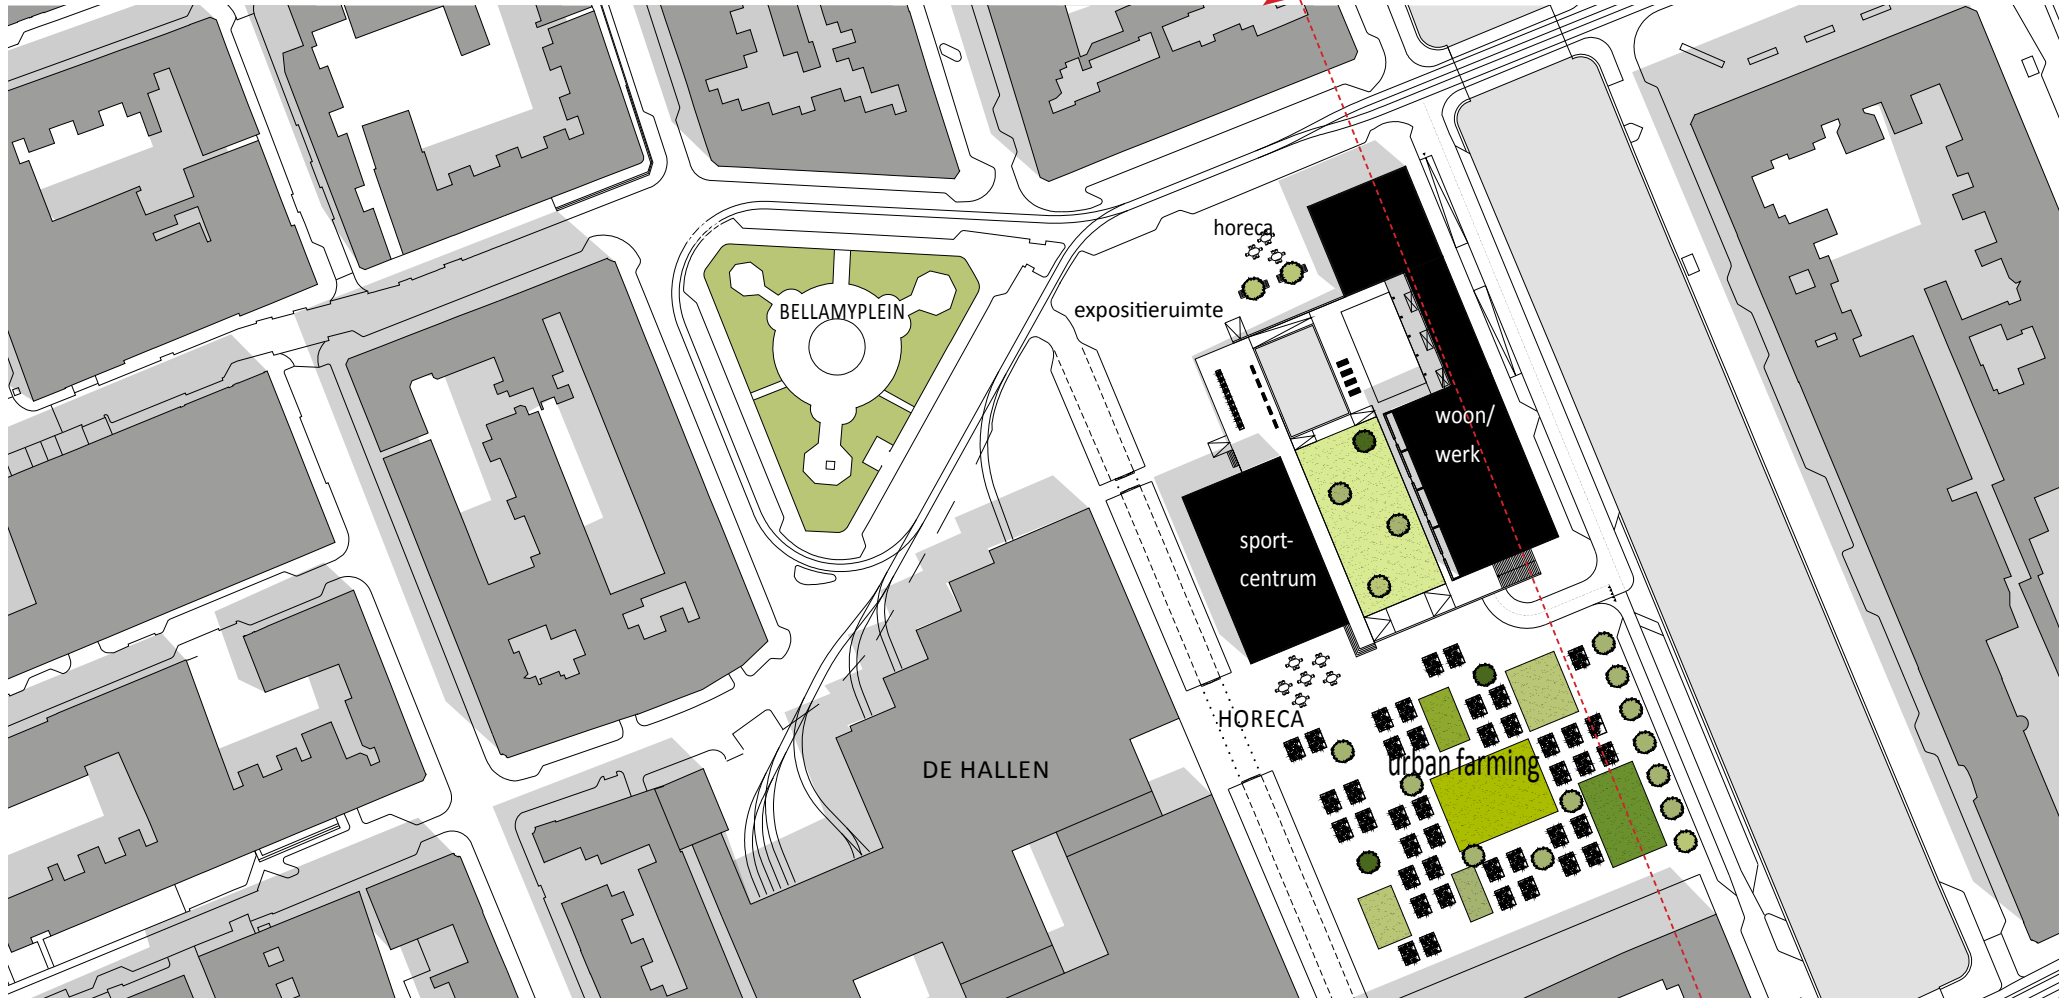 horeca
BELLAMYPLEIN
expositieruimte
woon/
werk
sport-
centrum
HORECA
urban farming
DE HALLEN